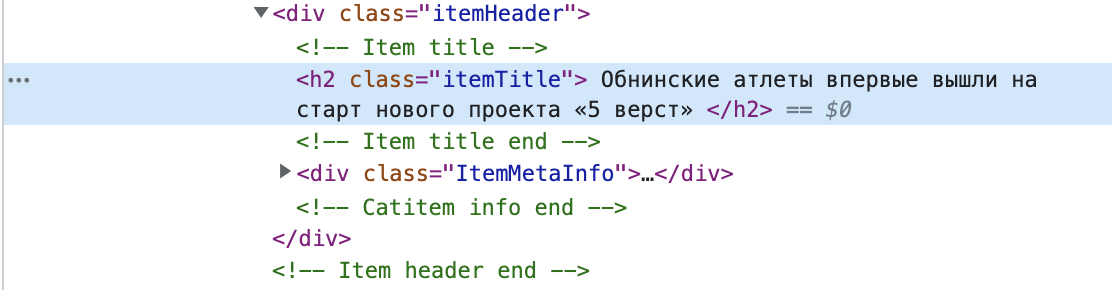 ▼<div class="itemHeader">
<!-- Item title -->
<h2 class="itemTitle"> Обнинские атлеты впервые вышли на
старт нового проекта «5 верст» </h2> == $0
<!-- Item title end -->
▶<div class="ItemMetaInfo">…</div>
<!-- Catitem info end -->
</div>
<!-- Item header end -->